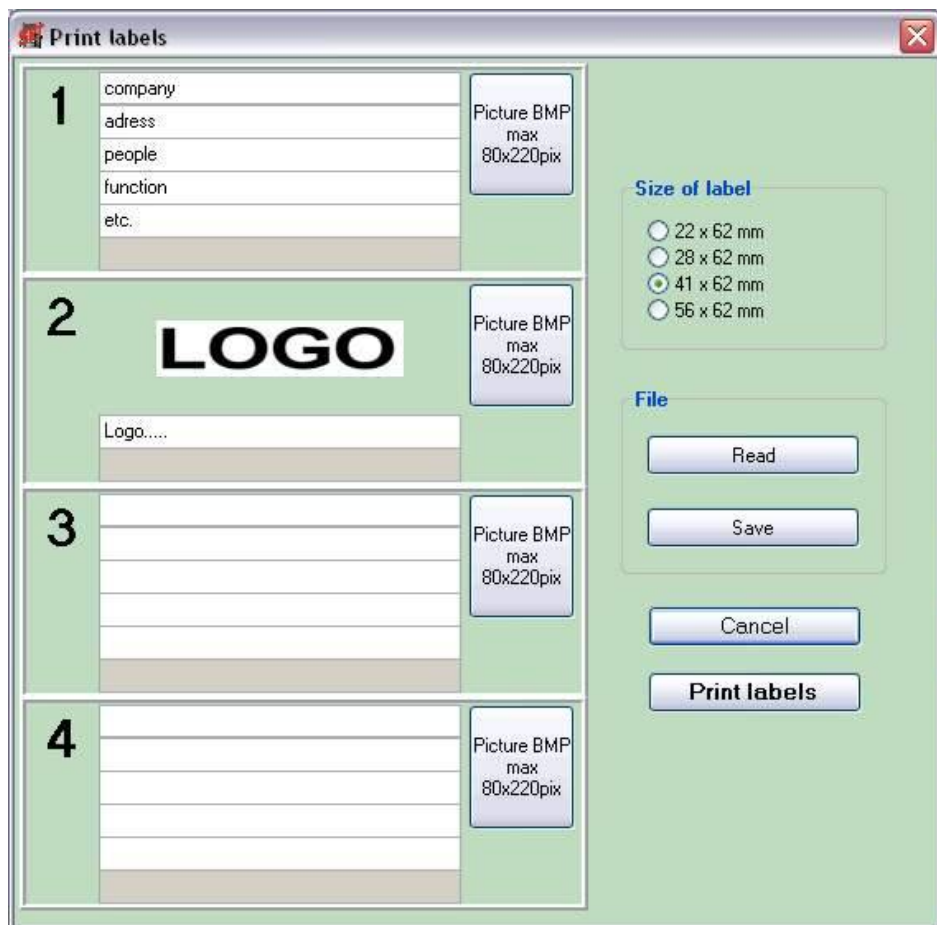 Print labels
1
company
adress
people
function
etc.
Picture BMP
max
80x220pix
2
LOGO
Logo.....
Picture BMP
max
80x220pix
3
Picture BMP
max
80x220pix
4
Picture BMP
max
80x220pix
Size of label
22 x 62 mm
28 x 62 mm
41 x 62 mm
56 x 62 mm
File
Read
Save
Cancel
Print labels